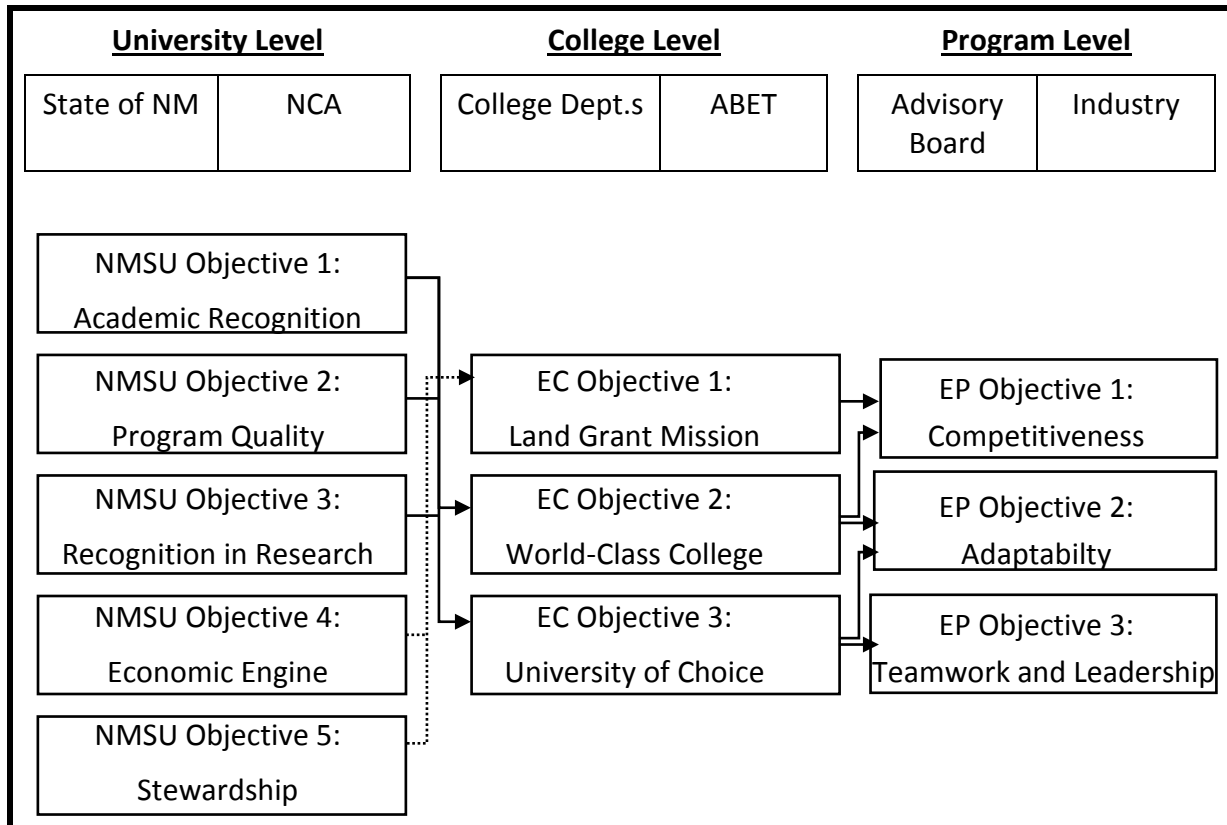 University Level
College Level
Program Level
State of NM
NCA
College Dept.s
ABET
Advisory
Board
Industry
NMSU Objective 1:
Academic Recognition
NMSU Objective 2:
Program Quality
NMSU Objective 3:
Recognition in Research
NMSU Objective 4:
Economic Engine
NMSU Objective 5:
Stewardship
EC Objective 1:
Land Grant Mission
EC Objective 2:
World-Class College
EC Objective 3:
University of Choice
EP Objective 1:
Competitiveness
EP Objective 2:
Adaptabilty
EP Objective 3:
Teamwork and Leadership